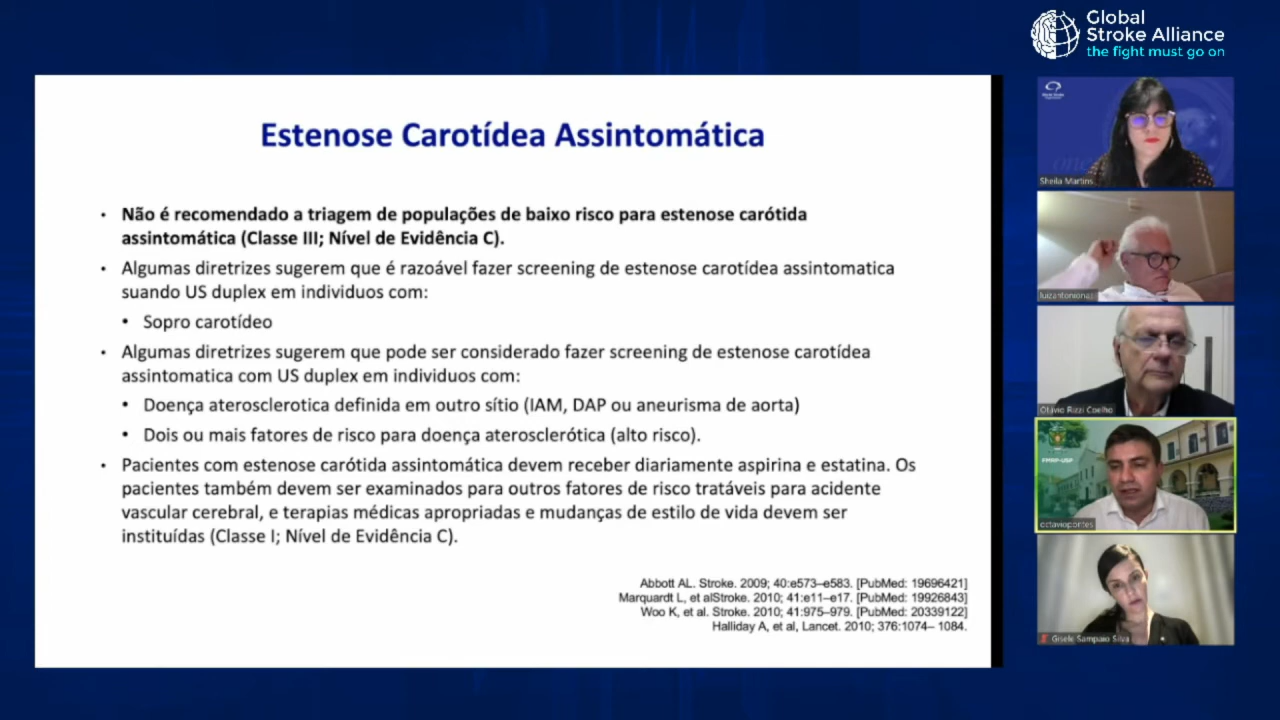 Global
Stroke Alliance
the fight must go on
Estenose Carotídea Assintomática
• Não é recomendado a triagem de populações de baixo risco para estenose carótida
assintomática (Classe III; Nível de Evidência C).
• Algumas diretrizes sugerem que é razoável fazer screening de estenose carotídea assintomatica
suando US duplex em individuos com:
• Sopro carotídeo
• Algumas diretrizes sugerem que pode ser considerado fazer screening de estenose carotídea
assintomatica com US duplex em individuos com:
• Doença aterosclerotica definida em outro sítio (IAM, DAP ou aneurisma de aorta)
• Dois ou mais fatores de risco para doença aterosclerótica (alto risco).
• Pacientes com estenose carótida assintomática devem receber diariamente aspirina e estatina. Os
pacientes também devem ser examinados para outros fatores de risco tratáveis para acidente
vascular cerebral, e terapias médicas apropriadas e mudanças de estilo de vida devem ser
instituídas (Classe I; Nível de Evidência C).
Abbott AL. Stroke. 2009; 40:e573–e583. [PubMed: 19696421]
Marquardt L, et alStroke. 2010; 41:e11–e17. [PubMed: 19926843]
Woo K, et al. Stroke. 2010; 41:975–979. [PubMed: 20339122]
Halliday A, et al, Lancet. 2010; 376:1074– 1084.
Sheila Martins
Otávio Rizzi Coelho
FMRP-USP
octaviopontes
Gisele Sampaio Silva